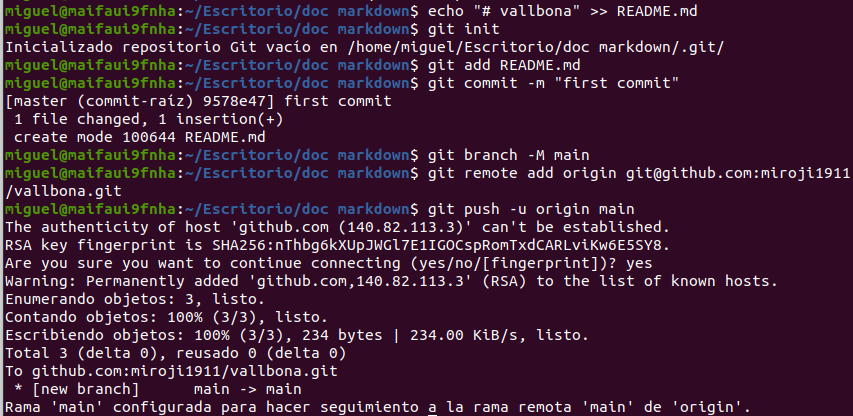 miguel@maifaui9fnha:~/Escritorio/doc markdown$ echo "# vallbona" >> README.md
miguel@maifaui9fnha:~/Escritorio/doc markdown$ git init
Inicializado repositorio Git vacío en /home/miguel/Escritorio/doc markdown/.git/
miguel@maifaui9fnha:~/Escritorio/doc markdown$ git add README.md
miguel@maifaui9fnha:~/Escritorio/doc markdown$ git commit -m "first commit"
[master (commit-raíz) 9578e47] first commit
 1 file changed, 1 insertion(+)
 create mode 100644 README.md
miguel@maifaui9fnha:~/Escritorio/doc markdown$ git branch -M main
miguel@maifaui9fnha:~/Escritorio/doc markdown$ git remote add origin git@github.com:miroji1911
/vallbona.git
miguel@maifaui9fnha:~/Escritorio/doc markdown$ git push -u origin main
The authenticity of host 'github.com (140.82.113.3)' can't be established.
RSA key fingerprint is SHA256:nThbg6kXUpJWGl7E1IGOCspRomTxdCARLviKw6E5SY8.
Are you sure you want to continue connecting (yes/no/[fingerprint])? yes
Warning: Permanently added 'github.com,140.82.113.3' (RSA) to the list of known hosts.
Enumerando objetos: 3, listo.
Contando objetos: 100% (3/3), listo.
Escribiendo objetos: 100% (3/3), 234 bytes | 234.00 KiB/s, listo.
Total 3 (delta 0), reusado 0 (delta 0)
To github.com:miroji1911/vallbona.git
 * [new branch]      main -> main
Rama 'main' configurada para hacer seguimiento a la rama remota 'main' de 'origin'.